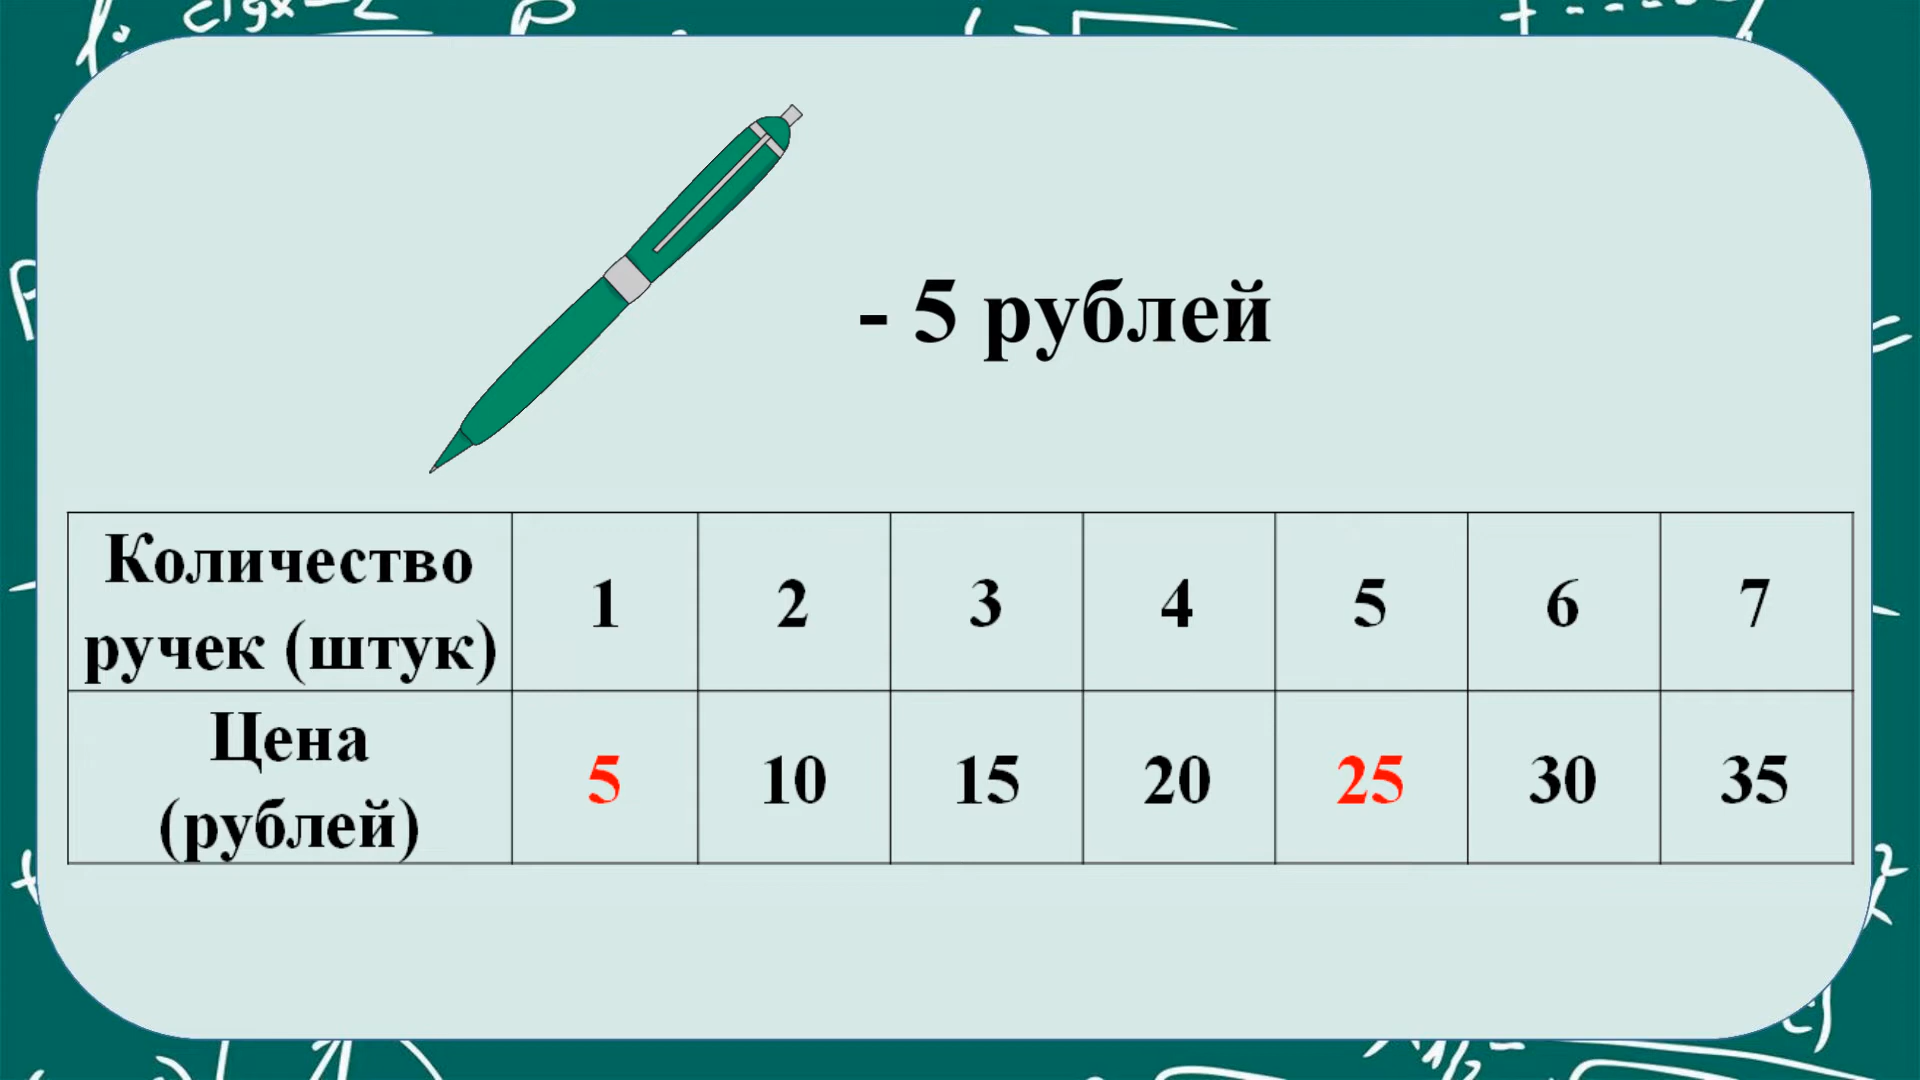 - 5 рублей
Количество ручек (штук) 1 2 3 4 5 6 7
Цена (рублей) 5 10 15 20 25 30 35